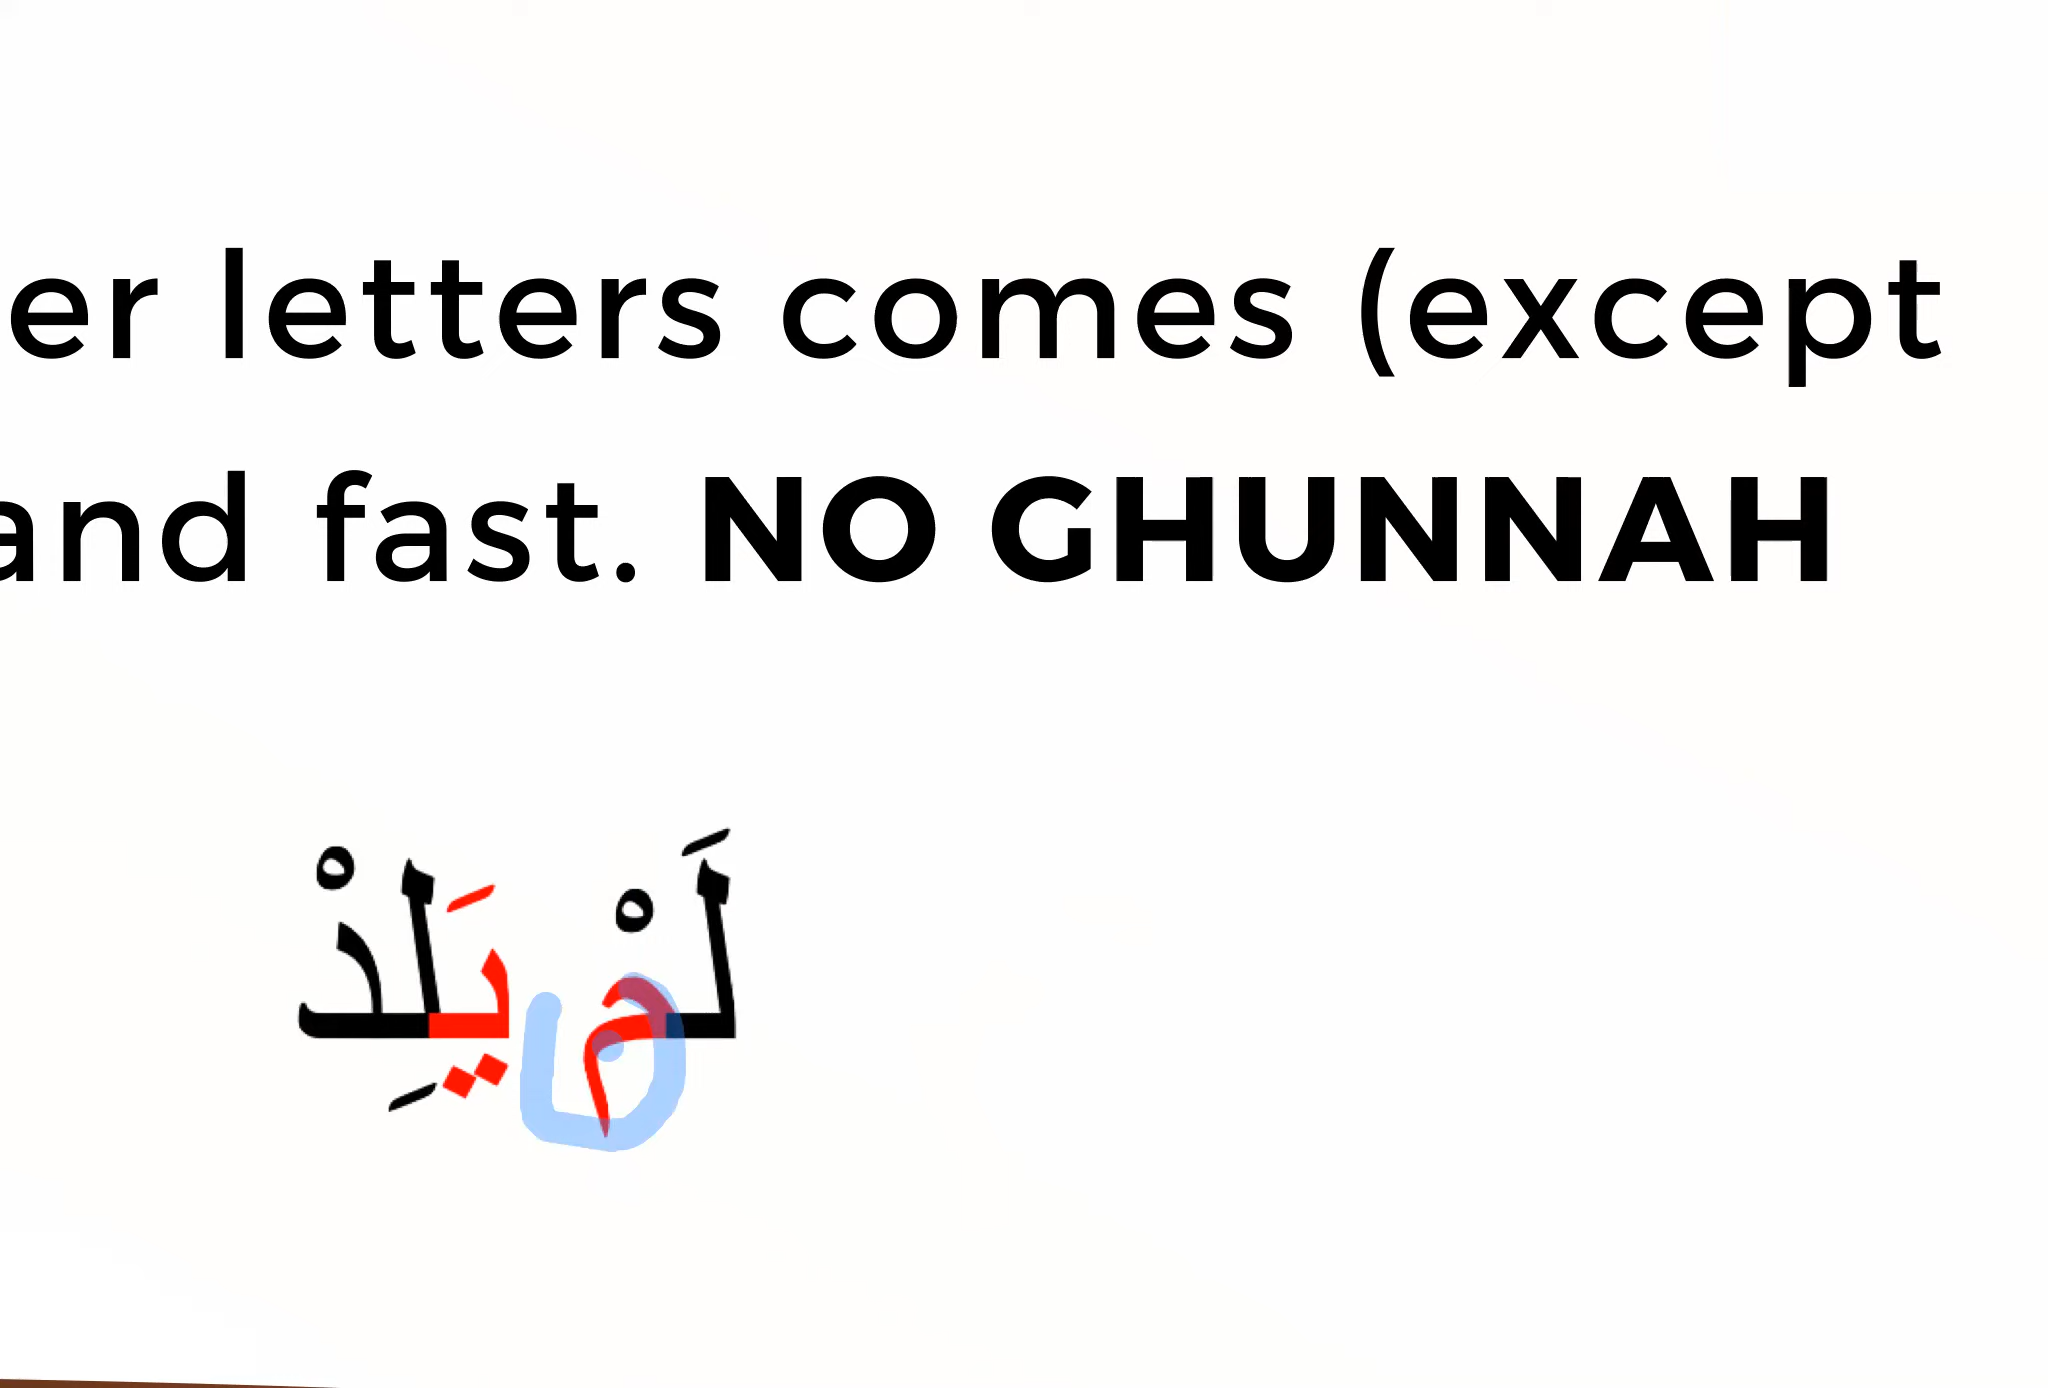 er letters comes (except
and fast. NO GHUNNAH
لَمْ يَلِدْ